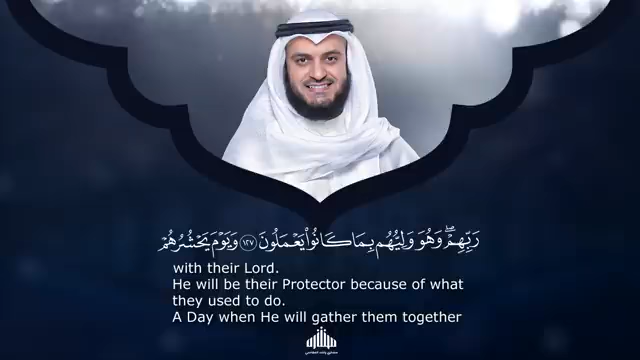 رَبِّهِمْ ۖ وَهُوَ وَلِيُّهُم بِمَا كَانُوا۟ يَعْمَلُونَ ١٢٧ وَيَوْمَ يَحْشُرُهُمْ
with their Lord.
He will be their Protector because of what
they used to do.
A Day when He will gather them together